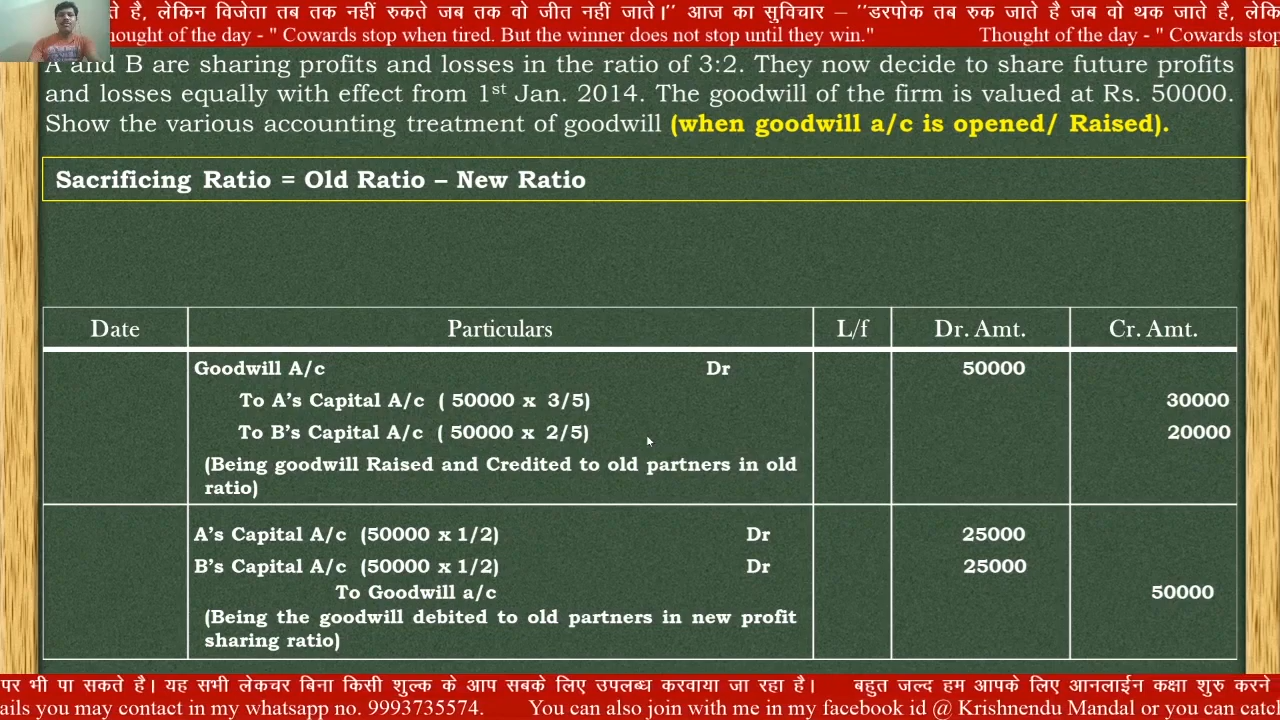 ते है, लेकिन विजेता तब तक नहीं रुकते जब तक वो जीत नहीं जाते।’’ आज का सुविचार – ’’डरपोक तब रुक जाते है जब वो थक जाते है, लेकि
hought of the day - " Cowards stop when tired. But the winner does not stop until they win." Thought of the day - " Cowards stop
A and B are sharing profits and losses in the ratio of 3:2. They now decide to share future profits
and losses equally with effect from 1st Jan. 2014. The goodwill of the firm is valued at Rs. 50000.
Show the various accounting treatment of goodwill (when goodwill a/c is opened/ Raised).
Sacrificing Ratio = Old Ratio – New Ratio
Date Particulars L/f Dr. Amt. Cr. Amt.
Goodwill A/c Dr 50000
To A’s Capital A/c ( 50000 x 3/5) 30000
To B’s Capital A/c ( 50000 x 2/5) 20000
(Being goodwill Raised and Credited to old partners in old
ratio)
A’s Capital A/c (50000 x 1/2) Dr 25000
B’s Capital A/c (50000 x 1/2) Dr 25000
To Goodwill a/c 50000
(Being the goodwill debited to old partners in new profit
sharing ratio)
पर भी पा सकते है। यह सभी लेकचर बिना किसी शुल्क के आप सबके लिए उपलब्ध करवाया जा रहा है। बहुत जल्द हम आपके लिए आनलाईन कक्षा शुरु करने
ails you may contact in my whatsapp no. 9993735574. You can also join with me in my facebook id @ Krishnendu Mandal or you can catc